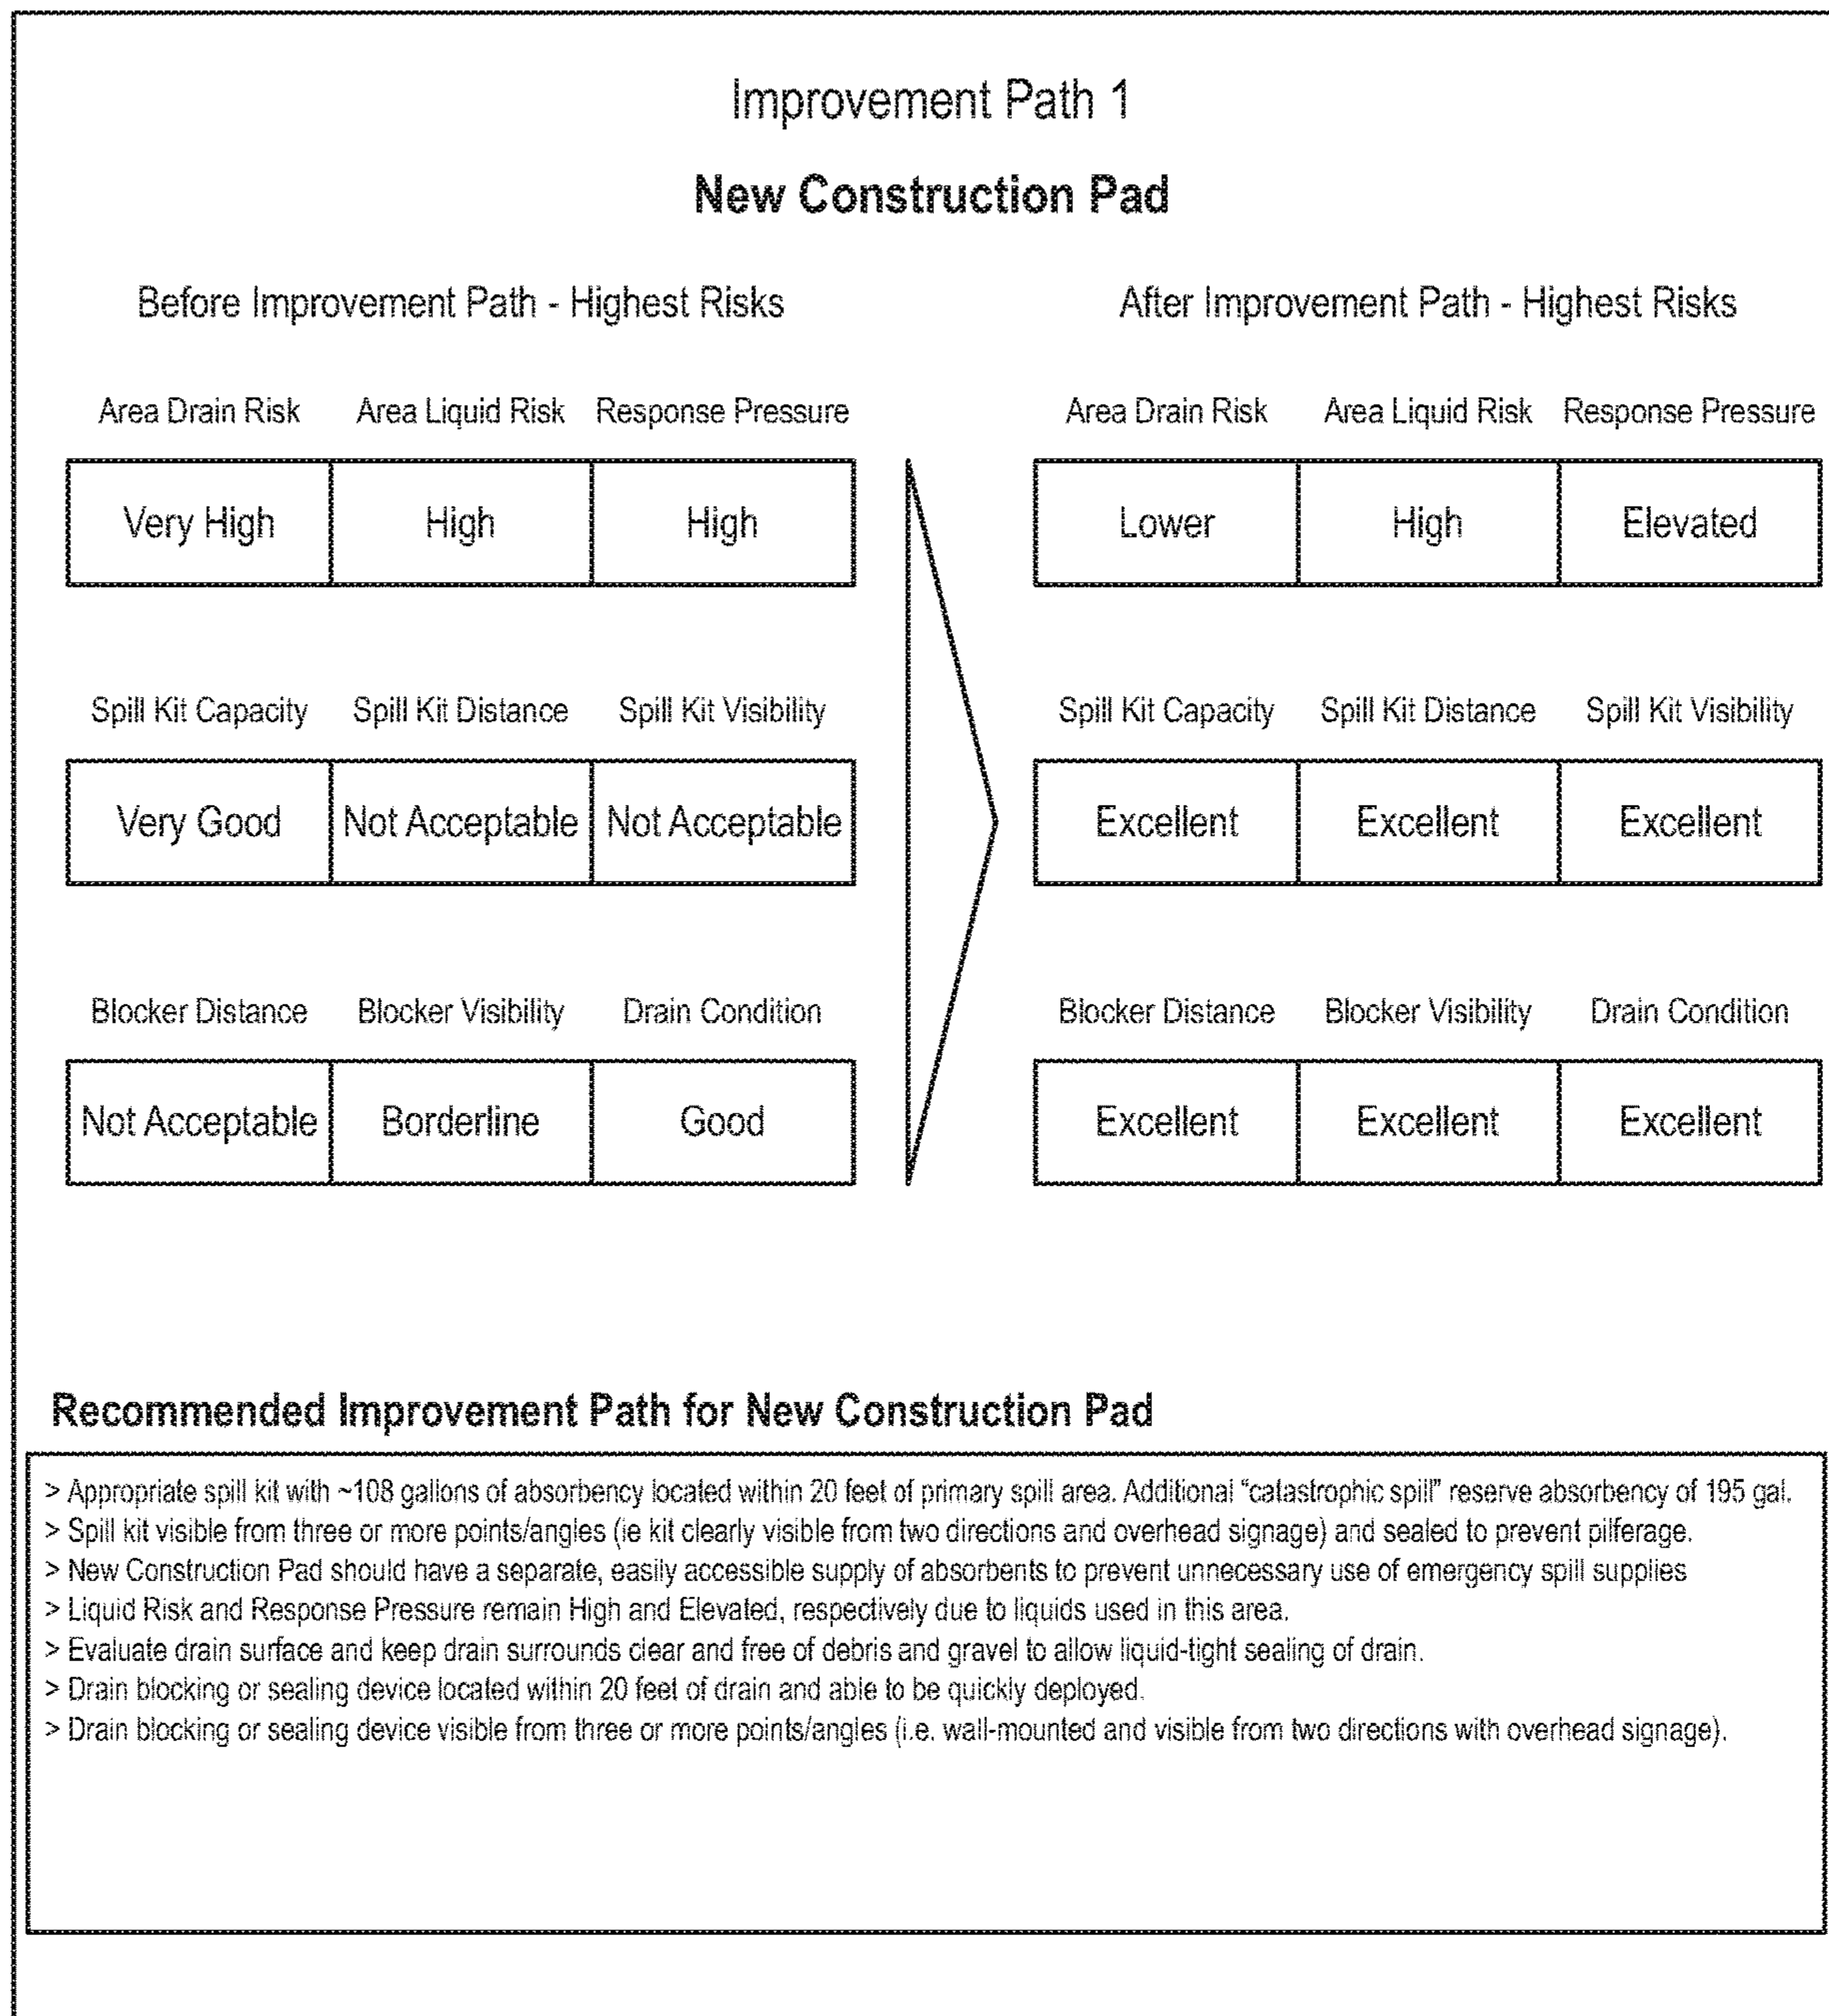 Improvement Path 1
New Construction Pad
Before Improvement Path - Highest Risks
After Improvement Path - Highest Risks
Area Drain Risk Area Liquid Risk Response Pressure
Very High High High
Spill Kit Capacity Spill Kit Distance Spill Kit Visibility
Very Good Not Acceptable Not Acceptable
Blocker Distance Blocker Visibility Drain Condition
Not Acceptable Borderline Good
Area Drain Risk Area Liquid Risk Response Pressure
Lower High Elevated
Spill Kit Capacity Spill Kit Distance Spill Kit Visibility
Excellent Excellent Excellent
Blocker Distance Blocker Visibility Drain Condition
Excellent Excellent Excellent
Recommended Improvement Path for New Construction Pad
> Appropriate spill kit with ~108 gallons of absorbency located within 20 feet of primary spill area. Additional “catastrophic spill” reserve absorbency of 195 gal.
> Spill kit visible from three or more points/angles (ie kit clearly visible from two directions and overhead signage) and sealed to prevent pilferage.
> New Construction Pad should have a separate, easily accessible supply of absorbents to prevent unnecessary use of emergency spill supplies
> Liquid Risk and Response Pressure remain High and Elevated, respectively due to liquids used in this area.
> Evaluate drain surface and keep drain surrounds clear and free of debris and gravel to allow liquid-tight sealing of drain.
> Drain blocking or sealing device located within 20 feet of drain and able to be quickly deployed.
> Drain blocking or sealing device visible from three or more points/angles (i.e. wall-mounted and visible from two directions with overhead signage).